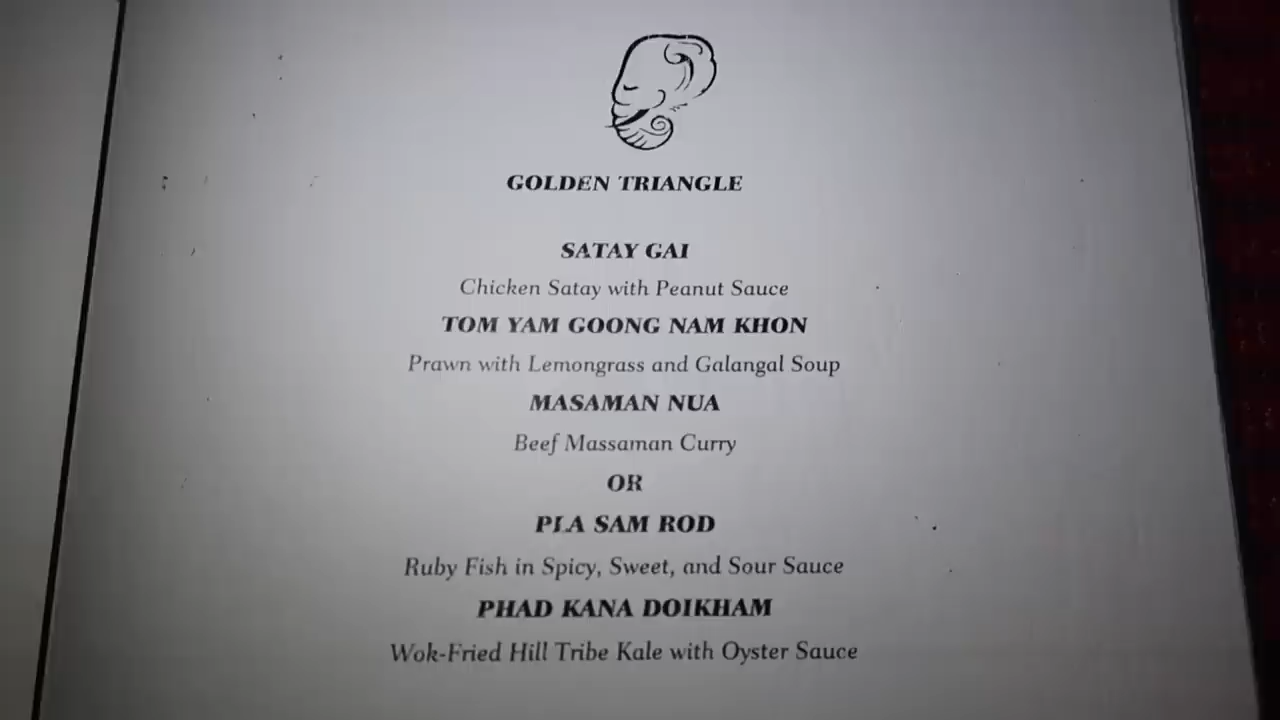 GOLDEN TRIANGLE
SATAY GAI
Chicken Satay with Peanut Sauce
TOM YAM GOONG NAM KHON
Prawn with Lemongrass and Galangal Soup
MASAMAN NUA
Beef Massaman Curry
OR
PLA SAM ROD
Ruby Fish in Spicy, Sweet, and Sour Sauce
PHAD KANA DOIKHAM
Wok-Fried Hill Tribe Kale with Oyster Sauce